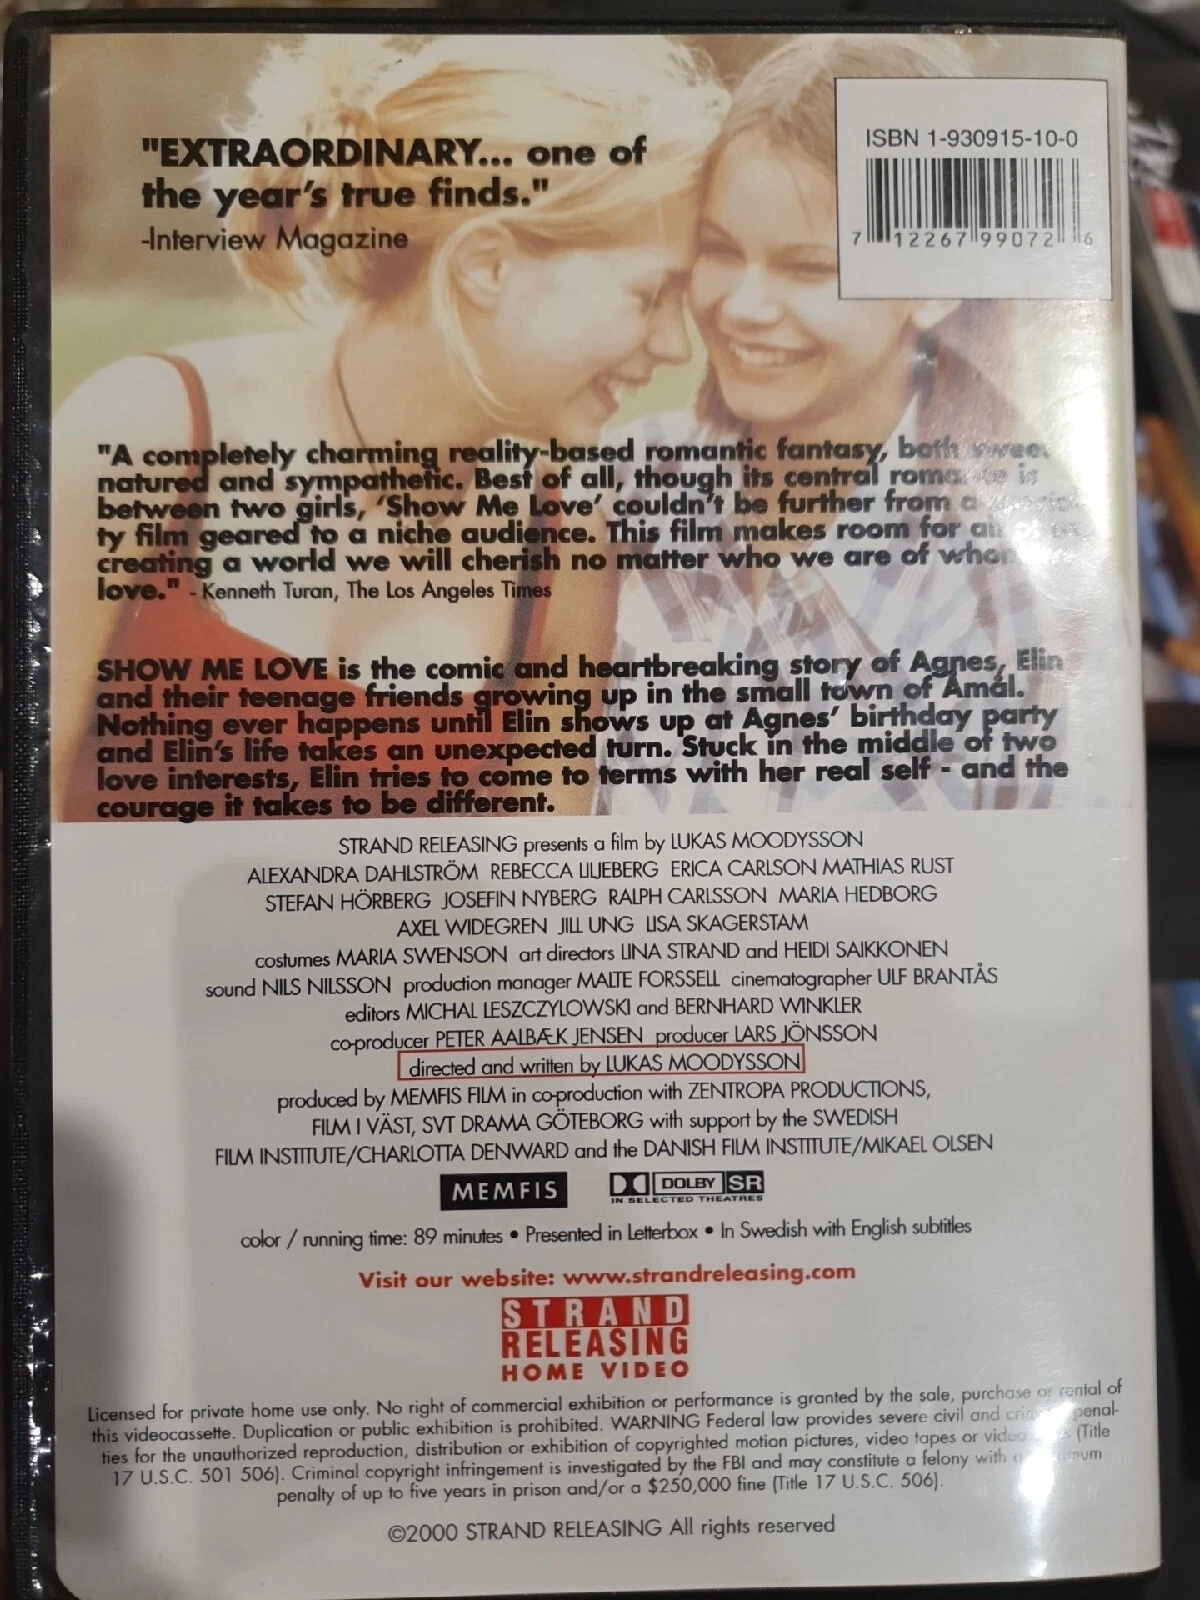 ISBN 1-930915-10-0
7 12267 99072 6
"EXTRAORDINARY... one of
the year's true finds."
-Interview Magazine
"A completely charming reality-based romantic fantasy, both
natured and sympathetic. Best of all, though its central romance is
between two girls, 'Show Me Love' couldn't be further from a
ty film geared to a niche audience. This film makes room for
creating a world we will cherish no matter who we are of whom
love." - Kenneth Turan, The Los Angeles Times
SHOW ME LOVE is the comic and heartbreaking story of Agnes, Elin
and their teenage friends growing up in the small town of Åmål.
Nothing ever happens until Elin shows up at Agnes' birthday party
and Elin's life takes an unexpected turn. Stuck in the middle of two
love interests, Elin tries to come to terms with her real self - and the
courage it takes to be different.
STRAND RELEASING presents a film by LUKAS MOODYSSON
ALEXANDRA DAHLSTRÖM REBECCA LILJEBERG ERICA CARLSON MATHIAS RUST
STEFAN HÖRBERG JOSEFIN NYBERG RALPH CARLSSON MARIA HEDBORG
AXEL WIDEGREN JILL UNG LISA SKAGERSTAM
costumes MARIA SWENSON art directors LINA STRAND and HEIDI SAIKKONEN
sound NILS NILSSON production manager MALTE FORSSELL cinematographer ULF BRANTÅS
editors MICHAL LESZCZYLOWSKI and BERNHARD WINKLER
co-producer PETER AALBÆK JENSEN producer LARS JÖNSSON
directed and written by LUKAS MOODYSSON
produced by MEMFIS FILM in co-production with ZENTROPA PRODUCTIONS,
FILM I VÄST, SVT DRAMA GÖTEBORG with support by the SWEDISH
FILM INSTITUTE/CHARLOTTA DENWARD and the DANISH FILM INSTITUTE/MIKAEL OLSEN
MEMFIS DOLBY SR
IN SELECTED THEATRES
color / running time: 89 minutes • Presented in Letterbox • In Swedish with English subtitles
Visit our website: www.strandreleasing.com
STRAND
RELEASING
HOME VIDEO
Licensed for private home use only. No right of commercial exhibition or performance is granted by the sale, purchase or rental of
this videocassette. Duplication or public exhibition is prohibited. WARNING Federal law provides severe civil and criminal penal-
ties for the unauthorized reproduction, distribution or exhibition of copyrighted motion pictures, video tapes or video (Title
17 U.S.C. 501 506). Criminal copyright infringement is investigated by the FBI and may constitute a felony with
penalty of up to five years in prison and/or a $250,000 fine (Title 17 U.S.C. 506).
©2000 STRAND RELEASING All rights reserved